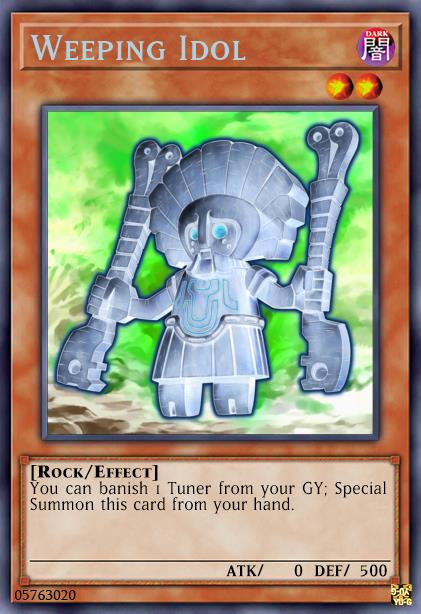 Weeping Idol
DARK
闇
[Rock/Effect]
You can banish 1 Tuner from your GY; Special
Summon this card from your hand.
ATK/ 0 DEF/ 500
05763020